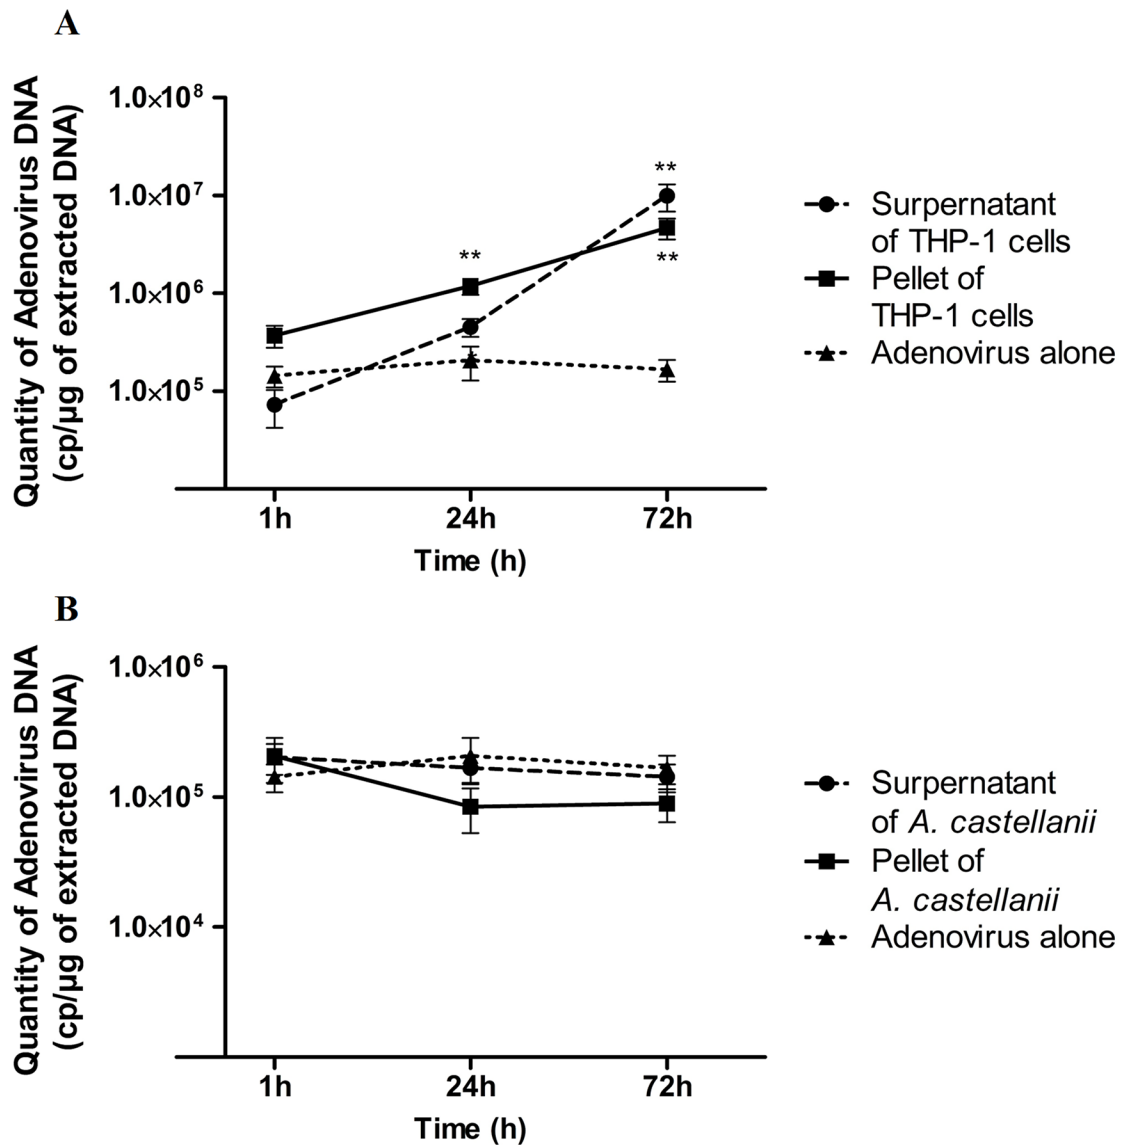 A
Quantity of Adenovirus DNA
(cp/µg of extracted DNA)
1.0×10⁸
1.0×10⁷
1.0×10⁶
1.0×10⁵
**
**
**
1h
24h
72h
Time (h)
Surpernatant
of THP-1 cells
Pellet of
THP-1 cells
Adenovirus alone
B
Quantity of Adenovirus DNA
(cp/µg of extracted DNA)
1.0×10⁶
1.0×10⁵
1.0×10⁴
1h
24h
72h
Time (h)
Surpernatant
of A. castellanii
Pellet of
A. castellanii
Adenovirus alone